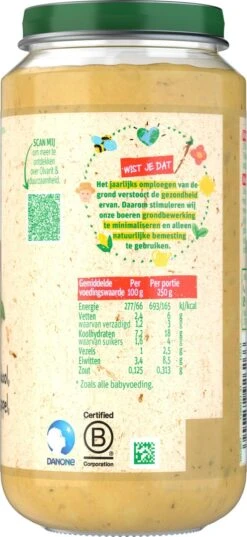 SCAN MIJ
om meer te
ontdekken
over Olvarit &
duurzaamheid.
WIST JE DAT
Het jaarlijks omploegen van de
grond verstoort de gezondheid
ervan. Daarom stimuleren wij
onze boeren grondbewerking
te minimaliseren en alleen
natuurlijke bemesting
te gebruiken.
Gemiddelde Per Per portie
voedingswaarde 100 g 250 g
Energie 277/66 693/165 kJ/kcal
Vetten 2,4 6
waarvan verzadigd 1,2
Koolhydraten 7,2 18
waarvan suikers 1,6 4
Vezels 1 2,5
Eiwitten 3,4 8,5
Zout 0,125 0,313
* Zoals alle babyvoeding.
DANONE
Certified
B
Corporation